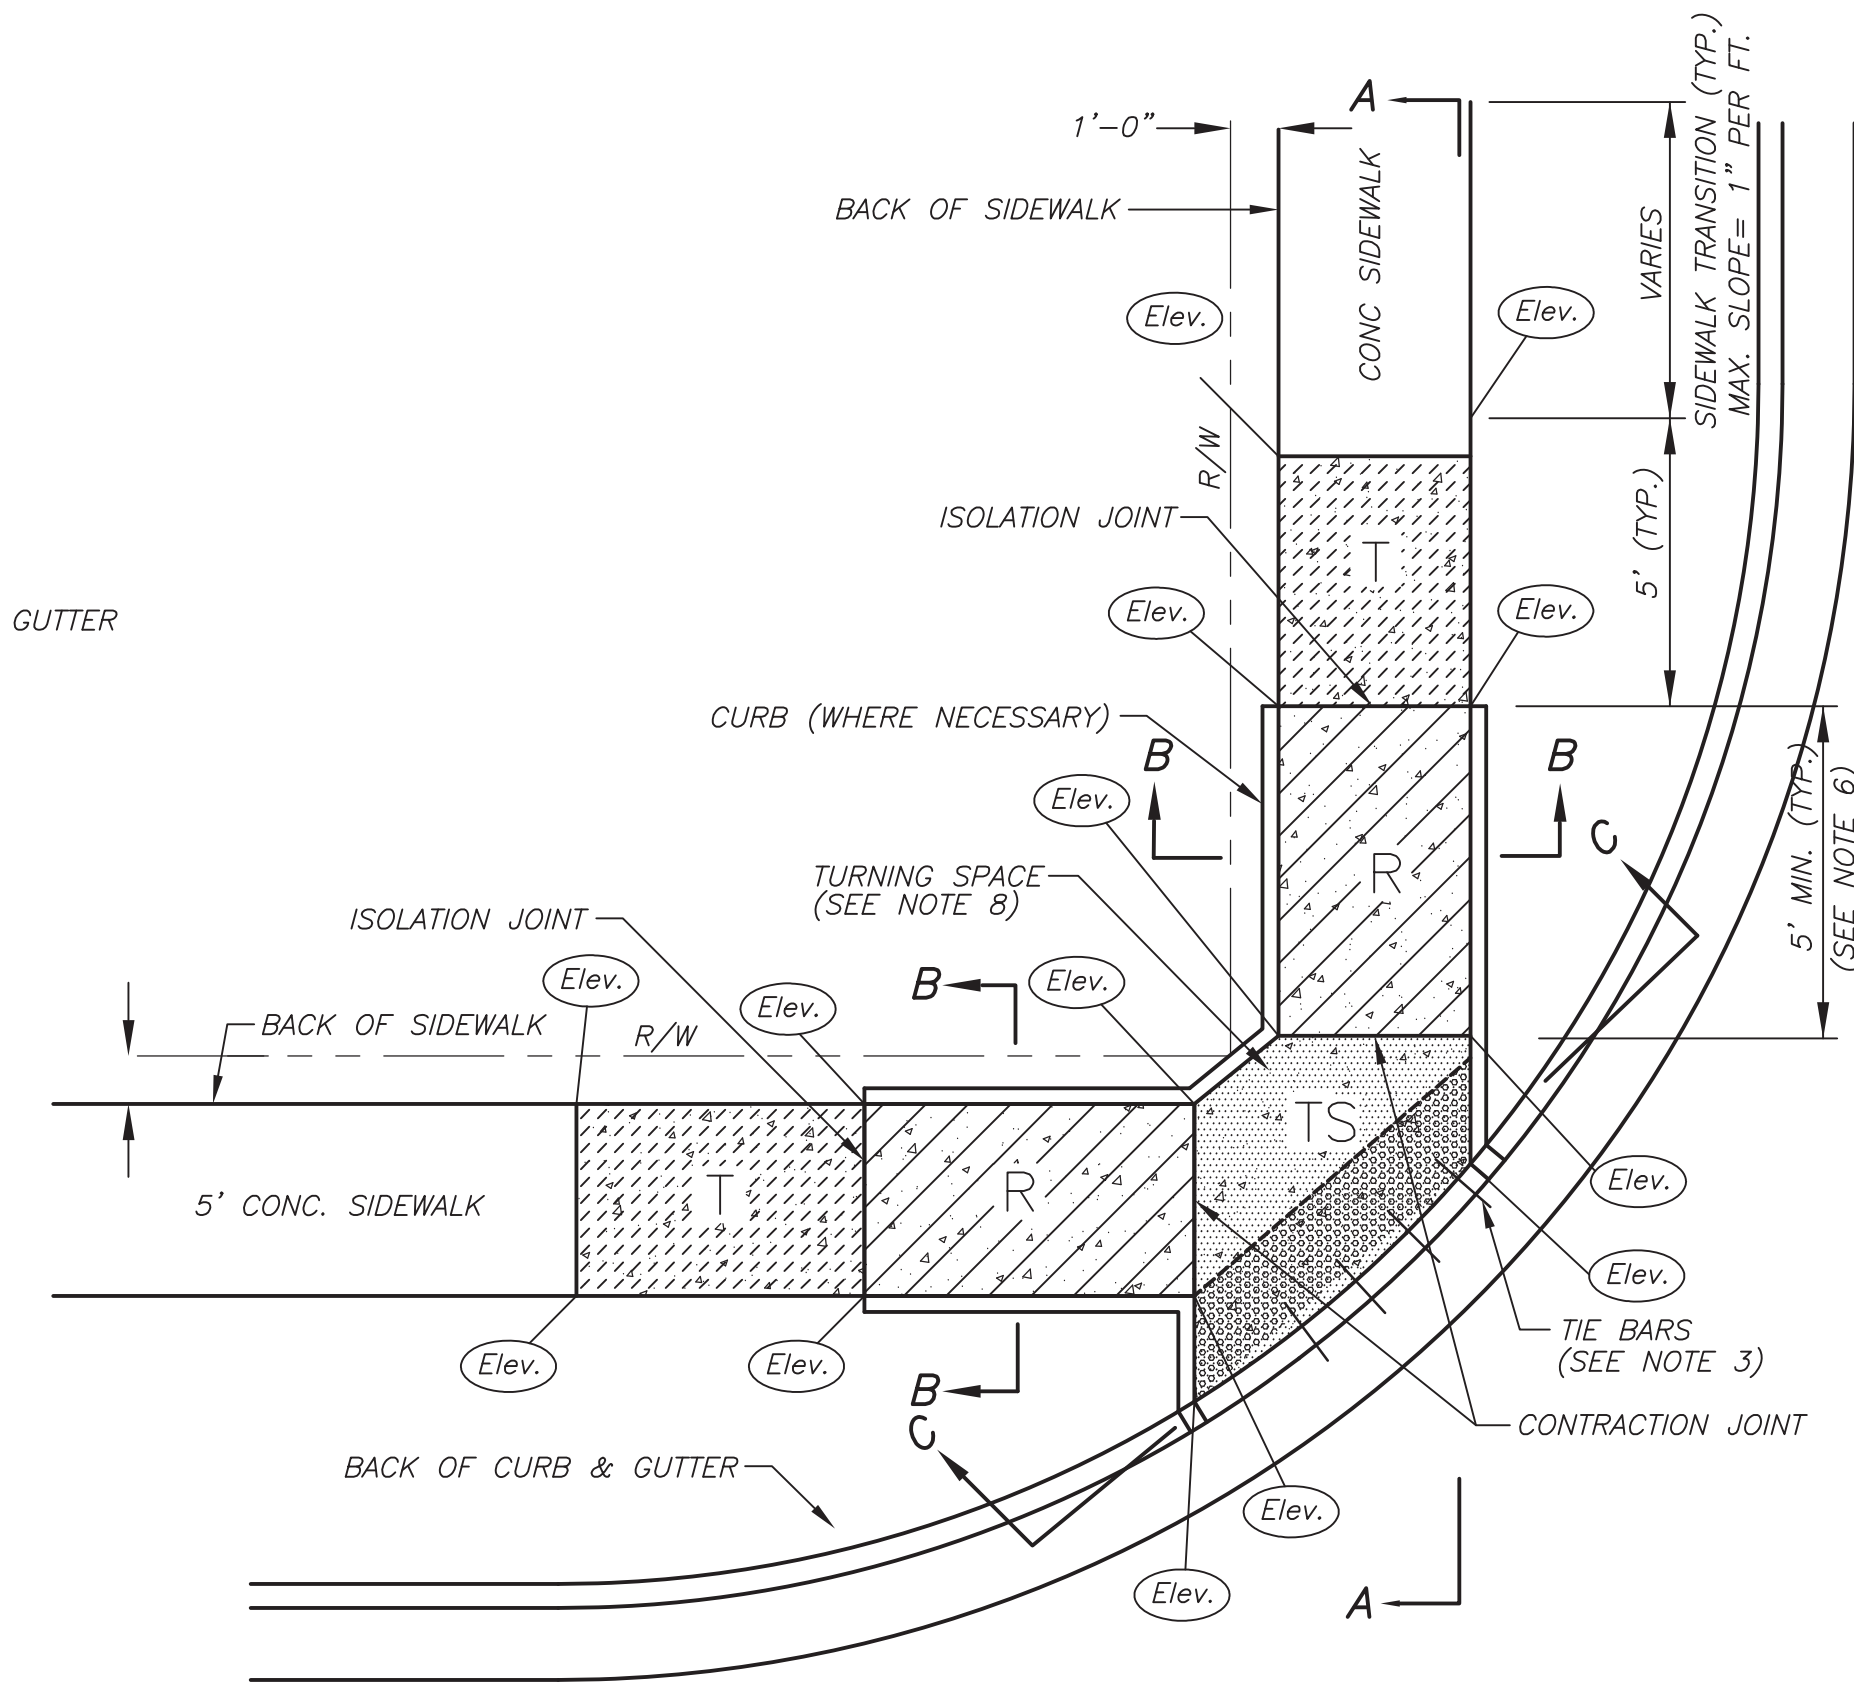 A
1'-0"
BACK OF SIDEWALK
CONC SIDEWALK
VARIES
SIDEWALK TRANSITION (TYP.)
MAX. SLOPE= 1" PER FT.
Elev.
Elev.
R/W
ISOLATION JOINT
T
5' (TYP.)
Elev.
Elev.
GUTTER
CURB (WHERE NECESSARY)
B
B
Elev.
C
5' MIN. (TYP.)
(SEE NOTE 6)
R
TURNING SPACE
(SEE NOTE 8)
ISOLATION JOINT
Elev.
Elev.
Elev.
B
BACK OF SIDEWALK
R/W
TS
5' CONC. SIDEWALK
T
R
Elev.
Elev.
TIE BARS
(SEE NOTE 3)
Elev.
Elev.
B
C
CONTRACTION JOINT
BACK OF CURB & GUTTER
Elev.
Elev.
A